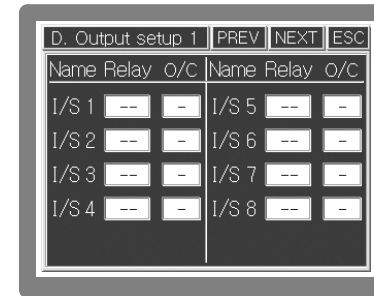 D. Output setup 1 PREV NEXT ESC
Name Relay O/C Name Relay O/C
I/S 1 -- - I/S 5 -- -
I/S 2 -- - I/S 6 -- -
I/S 3 -- - I/S 7 -- -
I/S 4 -- - I/S 8 -- -